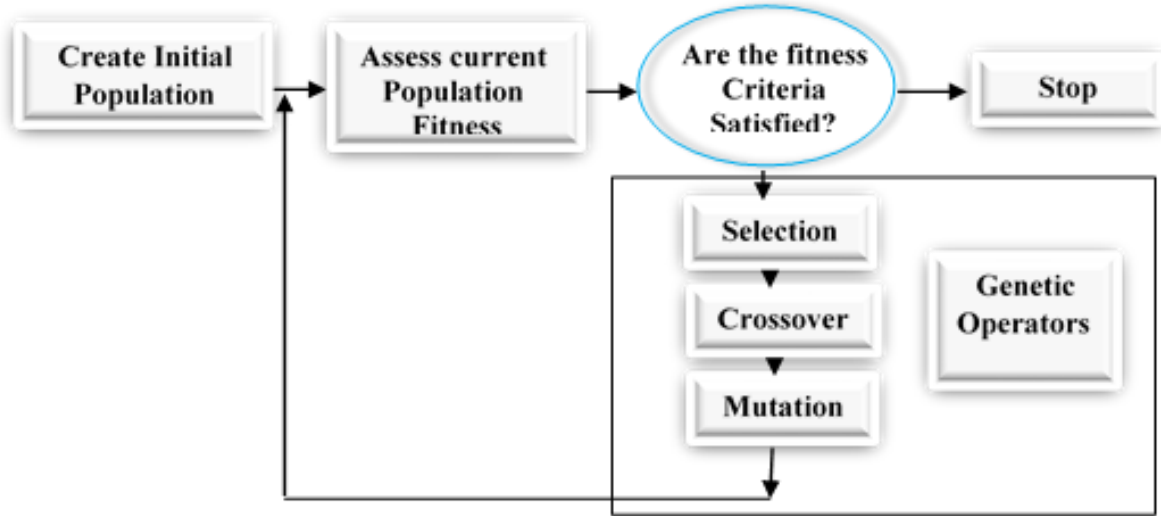 Create Initial
Population
Assess current
Population
Fitness
Are the fitness
Criteria
Satisfied?
Stop
Selection
Crossover
Mutation
Genetic
Operators